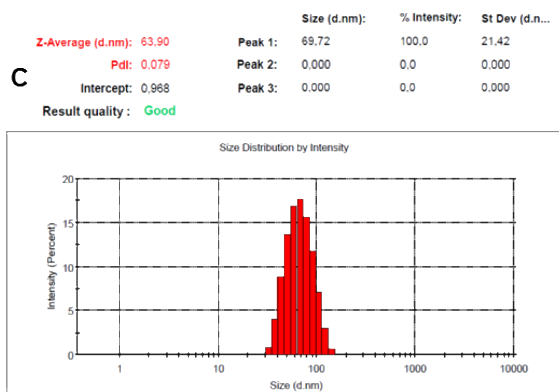 Size (d.nm): % Intensity: St Dev (d.n...
Z-Average (d.nm): 63,90 Peak 1: 69,72 100,0 21,42
PdI: 0,079 Peak 2: 0,000 0,0 0,000
C
Intercept: 0,968 Peak 3: 0,000 0,0 0,000
Result quality : Good
Size Distribution by Intensity
20
15
10
5
0
Intensity (Percent)
1 10 100 1000 10000
Size (d.nm)